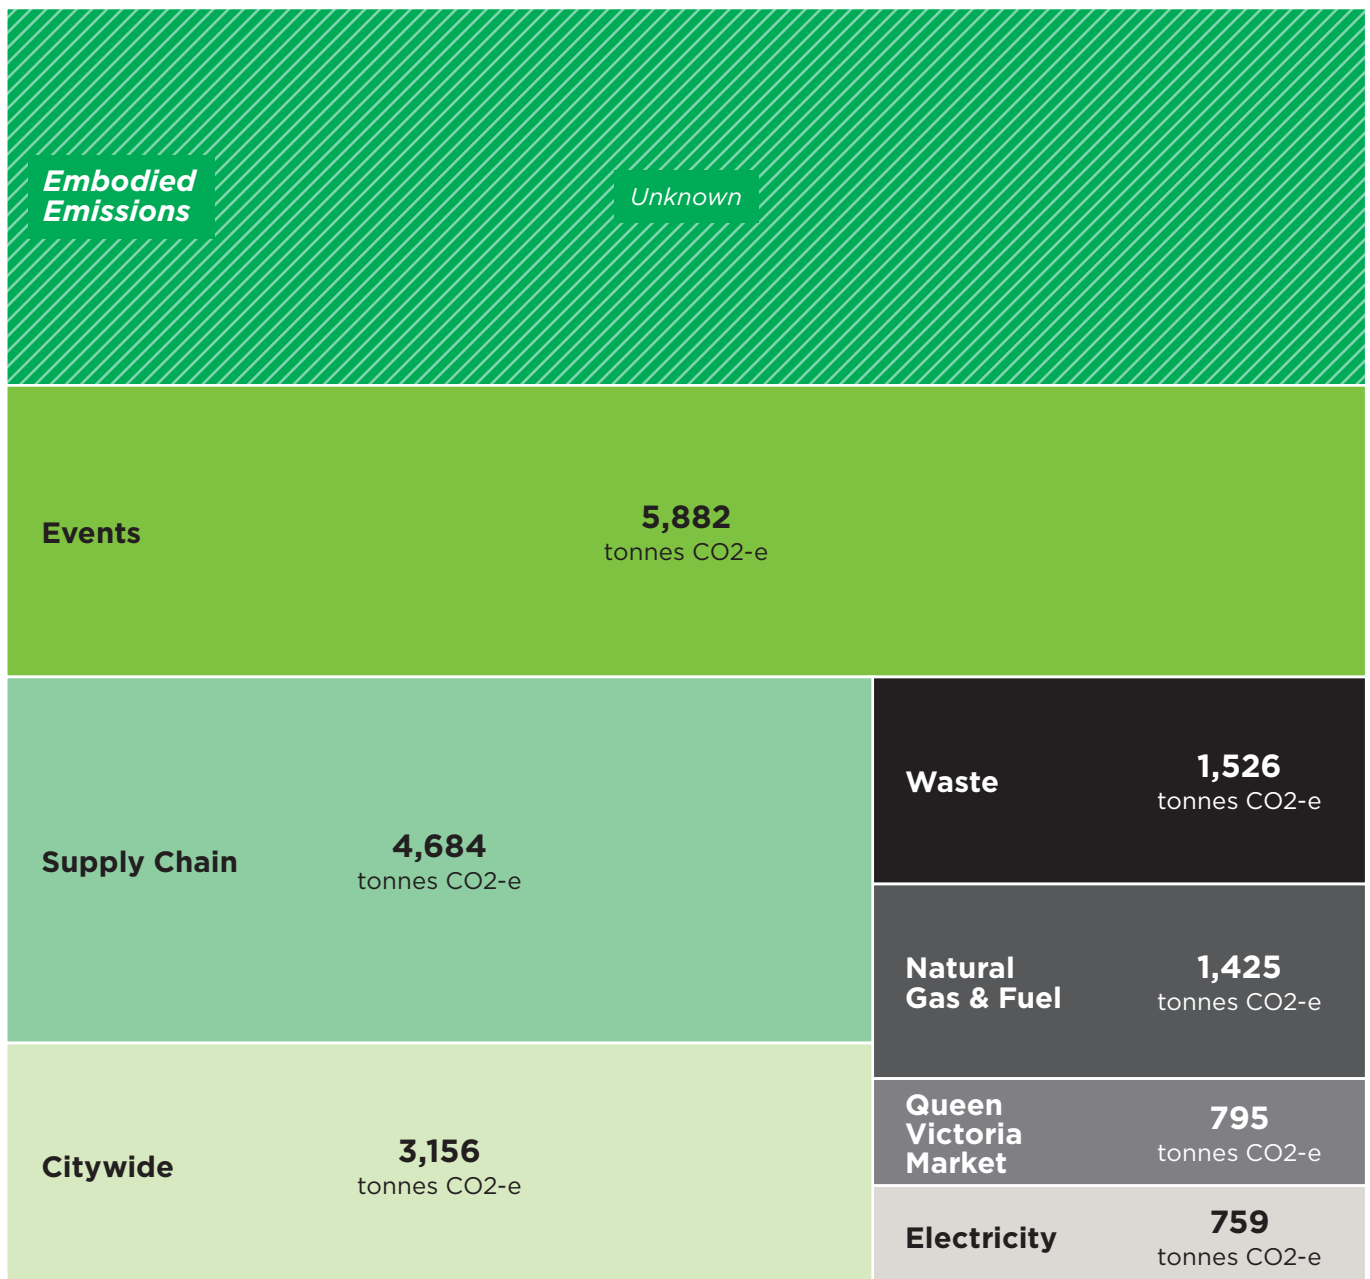 Embodied
Emissions
Unknown
Events
5,882
tonnes CO2-e
Supply Chain
4,684
tonnes CO2-e
Citywide
3,156
tonnes CO2-e
Waste
1,526
tonnes CO2-e
Natural
Gas & Fuel
1,425
tonnes CO2-e
Queen
Victoria
Market
795
tonnes CO2-e
Electricity
759
tonnes CO2-e